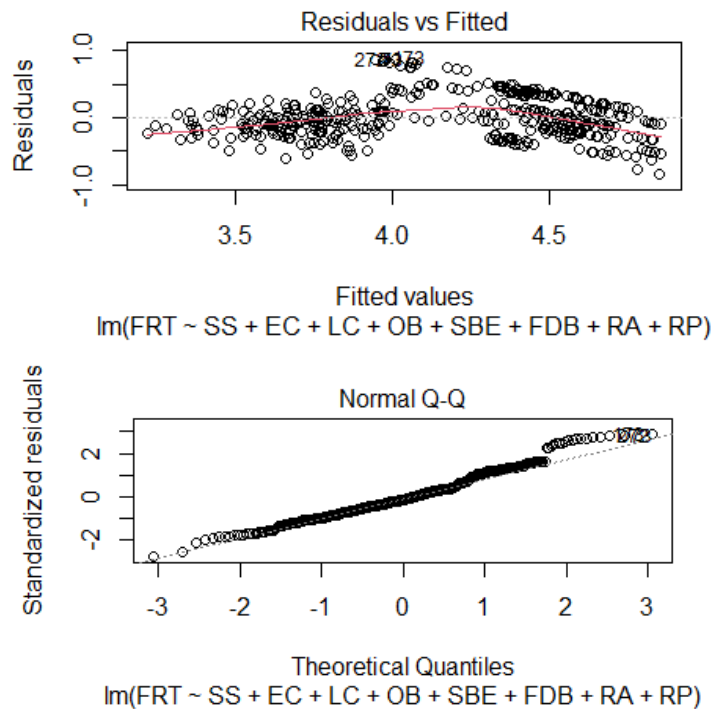 Residuals vs Fitted
Residuals
1.0
0.0
-1.0
3.5 4.0 4.5
Fitted values
lm(FRT ~ SS + EC + LC + OB + SBE + FDB + RA + RP)
Normal Q-Q
Standardized residuals
2
0
-2
-3 -2 -1 0 1 2 3
Theoretical Quantiles
lm(FRT ~ SS + EC + LC + OB + SBE + FDB + RA + RP)